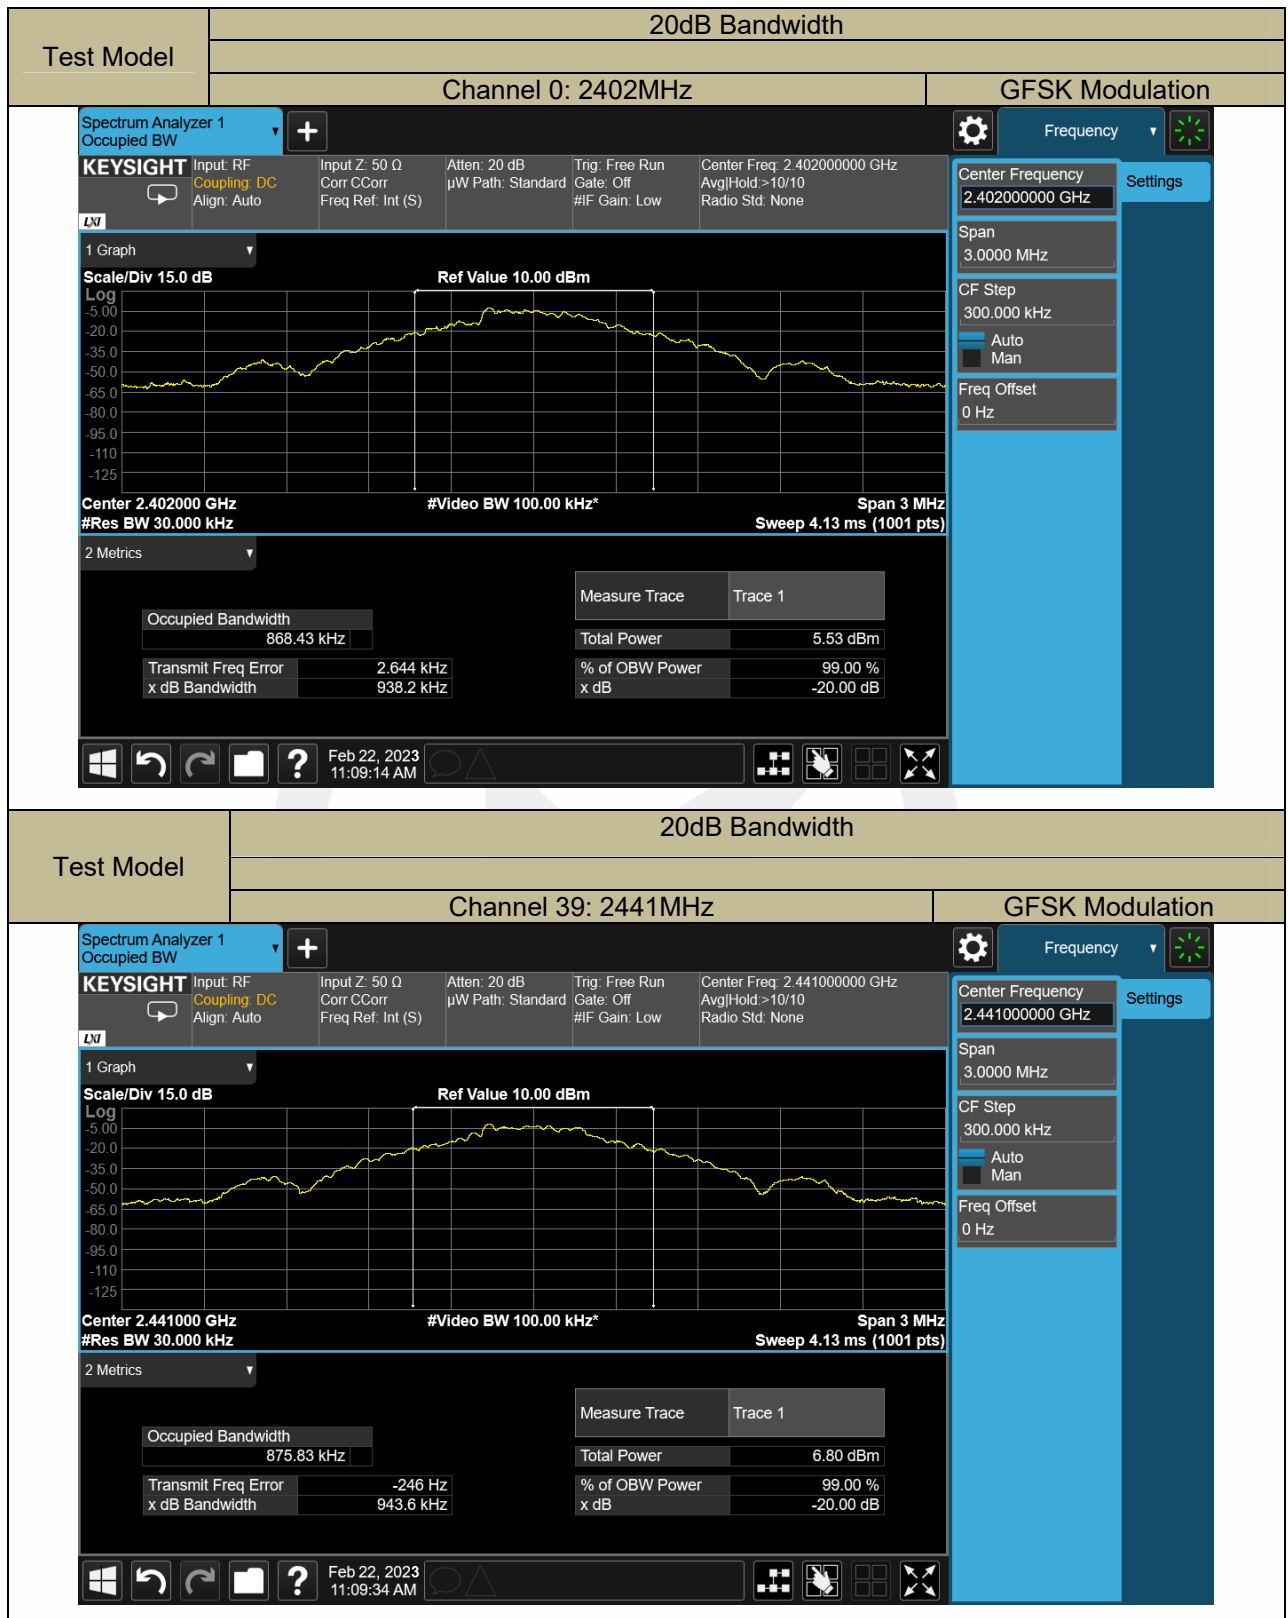 20dB Bandwidth
Test Model
Channel 0: 2402MHz
GFSK Modulation
Spectrum Analyzer 1
Occupied BW
Frequency
KEYSIGHT
Input: RF
Coupling: DC
Align: Auto
Input Z: 50 Ω
Corr CCorr
Freq Ref: Int (S)
Atten: 20 dB
µW Path: Standard
Trig: Free Run
Gate: Off
#IF Gain: Low
Center Freq: 2.402000000 GHz
Avg|Hold:>10/10
Radio Std: None
LXI
Center Frequency
2.402000000 GHz
Settings
Span
3.0000 MHz
CF Step
300.000 kHz
Auto
Man
Freq Offset
0 Hz
1 Graph
Scale/Div 15.0 dB
Ref Value 10.00 dBm
Log
-5.00
-20.0
-35.0
-50.0
-65.0
-80.0
-95.0
-110
-125
Center 2.402000 GHz
#Video BW 100.00 kHz*
Span 3 MHz
#Res BW 30.000 kHz
Sweep 4.13 ms (1001 pts)
2 Metrics
Measure Trace
Trace 1
Occupied Bandwidth
868.43 kHz
Total Power
5.53 dBm
Transmit Freq Error
2.644 kHz
% of OBW Power
99.00 %
x dB Bandwidth
938.2 kHz
x dB
-20.00 dB
?
Feb 22, 2023
11:09:14 AM
20dB Bandwidth
Test Model
Channel 39: 2441MHz
GFSK Modulation
Spectrum Analyzer 1
Occupied BW
Frequency
KEYSIGHT
Input: RF
Coupling: DC
Align: Auto
Input Z: 50 Ω
Corr CCorr
Freq Ref: Int (S)
Atten: 20 dB
µW Path: Standard
Trig: Free Run
Gate: Off
#IF Gain: Low
Center Freq: 2.441000000 GHz
Avg|Hold:>10/10
Radio Std: None
LXI
Center Frequency
2.441000000 GHz
Settings
Span
3.0000 MHz
CF Step
300.000 kHz
Auto
Man
Freq Offset
0 Hz
1 Graph
Scale/Div 15.0 dB
Ref Value 10.00 dBm
Log
-5.00
-20.0
-35.0
-50.0
-65.0
-80.0
-95.0
-110
-125
Center 2.441000 GHz
#Video BW 100.00 kHz*
Span 3 MHz
#Res BW 30.000 kHz
Sweep 4.13 ms (1001 pts)
2 Metrics
Measure Trace
Trace 1
Occupied Bandwidth
875.83 kHz
Total Power
6.80 dBm
Transmit Freq Error
-246 Hz
% of OBW Power
99.00 %
x dB Bandwidth
943.6 kHz
x dB
-20.00 dB
?
Feb 22, 2023
11:09:34 AM